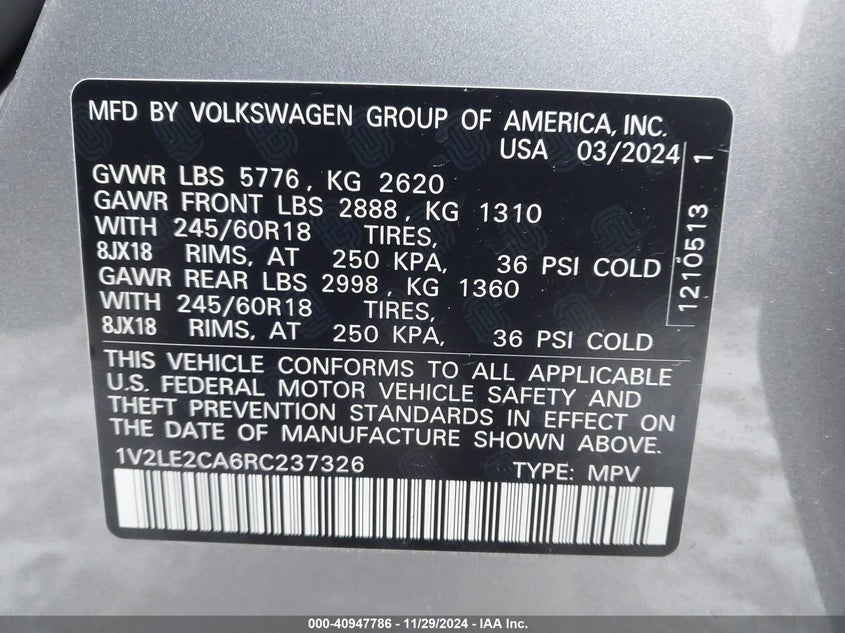 MFD BY VOLKSWAGEN GROUP OF AMERICA, INC.
USA 03/2024
GVWR LBS 5776, KG 2620
GAWR FRONT LBS 2888, KG 1310
WITH 245/60R18 TIRES,
8JX18 RIMS, AT 250 KPA, 36 PSI COLD
GAWR REAR LBS 2998, KG 1360
WITH 245/60R18 TIRES,
8JX18 RIMS, AT 250 KPA, 36 PSI COLD
1210513 1
THIS VEHICLE CONFORMS TO ALL APPLICABLE
U.S. FEDERAL MOTOR VEHICLE SAFETY AND
THEFT PREVENTION STANDARDS IN EFFECT ON
THE DATE OF MANUFACTURE SHOWN ABOVE.
1V2LE2CA6RC237326 TYPE: MPV
000-40947786 - 11/29/2024 - IAA Inc.